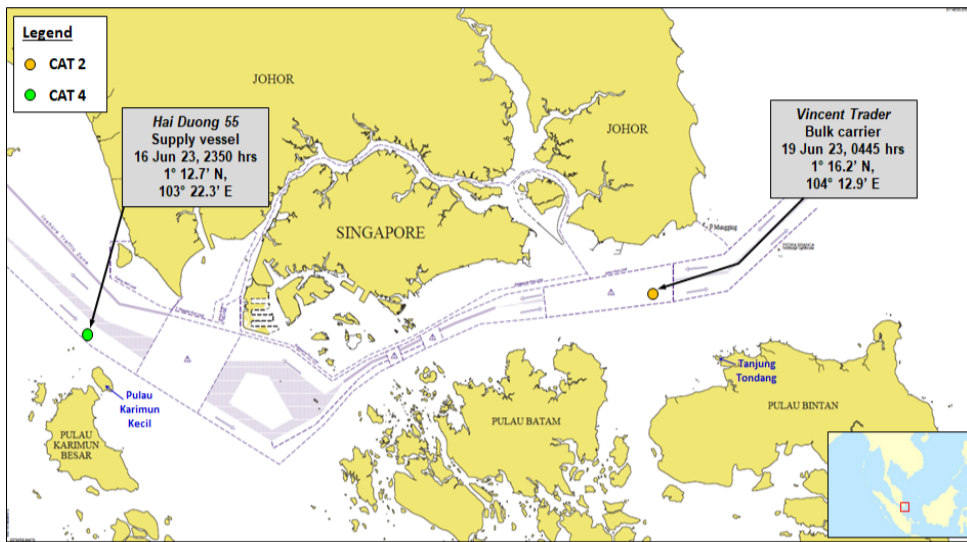 Legend
CAT 2
CAT 4
JOHOR
Hai Duong 55
Supply vessel
16 Jun 23, 2350 hrs
1° 12.7’ N,
103° 22.3’ E
JOHOR
Vincent Trader
Bulk carrier
19 Jun 23, 0445 hrs
1° 16.2’ N,
104° 12.9’ E
SINGAPORE
Pulau
Karimun
Kecil
PULAU
KARIMUN
BESAR
PULAU BATAM
Tanjung
Tondang
PULAU BINTAN